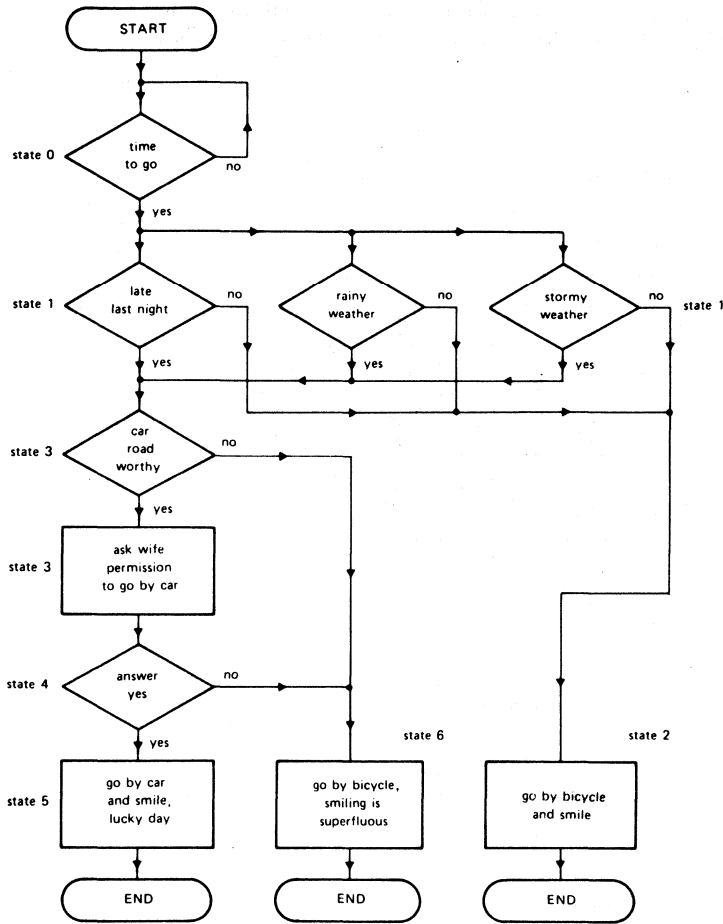 START
time
to go
state 0
no
yes
late
last night
state 1
no
rainy
weather
no
stormy
weather
no
state 1
yes
yes
yes
car
road
worthy
state 3
no
yes
ask wife
permission
to go by car
state 3
answer
yes
state 4
no
yes
state 6
state 2
go by car
and smile,
lucky day
state 5
go by bicycle,
smiling is
superfluous
go by bicycle
and smile
END
END
END